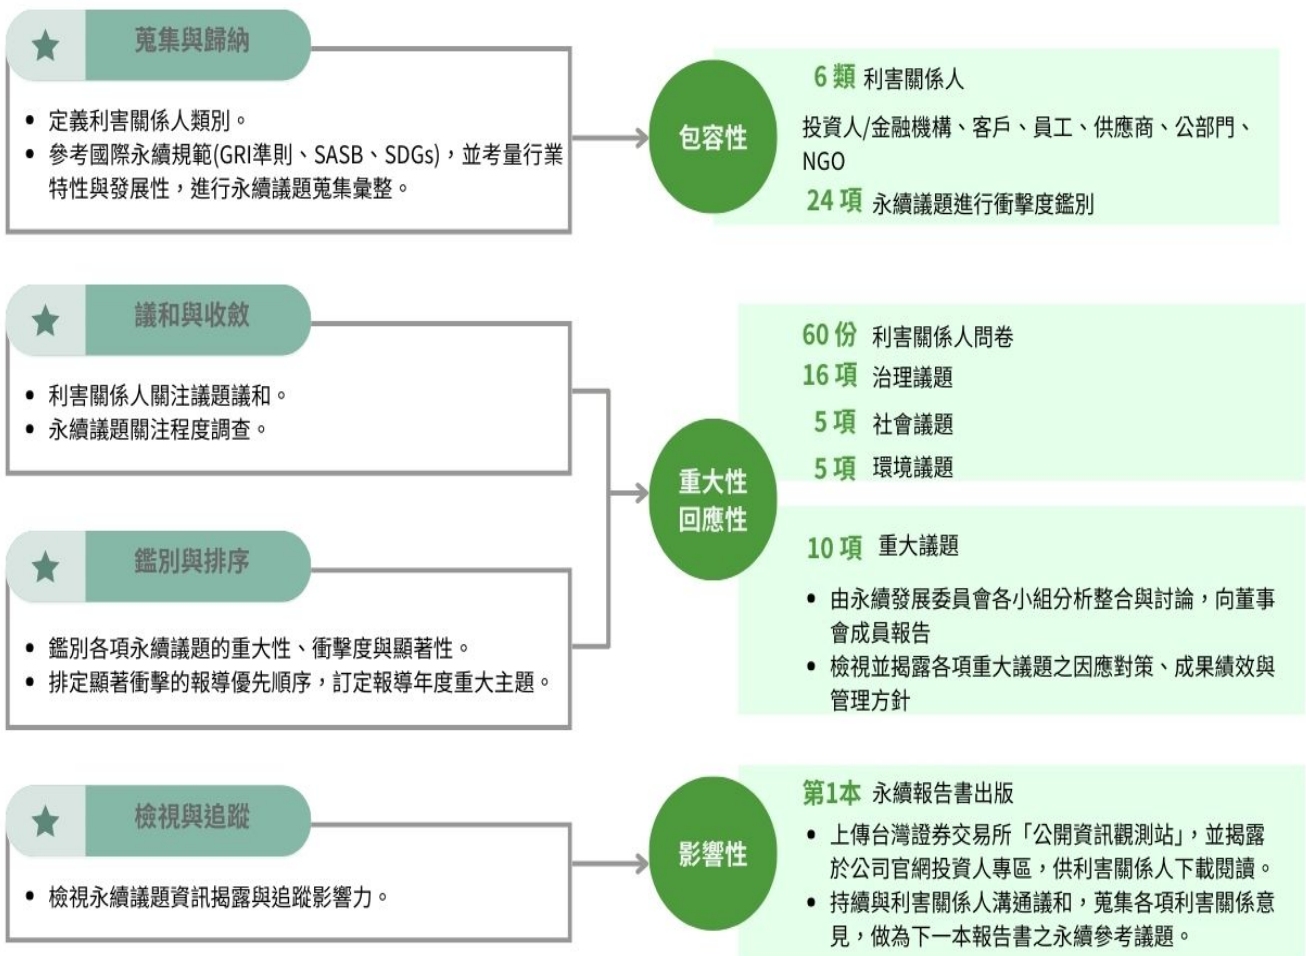 蒐集與歸納
• 定義利害關係人類別。
• 參考國際永續規範(GRI準則、SASB、SDGs)，並考量行業
特性與發展性，進行永續議題蒐集彙整。
包容性
6 類 利害關係人
投資人/金融機構、客戶、員工、供應商、公部門、
NGO
24 項 永續議題進行衝擊度鑑別
議和與收斂
• 利害關係人關注議題議和。
• 永續議題關注程度調查。
鑑別與排序
• 鑑別各項永續議題的重大性、衝擊度與顯著性。
• 排定顯著衝擊的報導優先順序，訂定報導年度重大主題。
重大性
回應性
60 份 利害關係人問卷
16 項 治理議題
5 項 社會議題
5 項 環境議題
10 項 重大議題
• 由永續發展委員會各小組分析整合與討論，向董事
會成員報告
• 檢視並揭露各項重大議題之因應對策、成果績效與
管理方針
檢視與追蹤
• 檢視永續議題資訊揭露與追蹤影響力。
影響性
第1本 永續報告書出版
• 上傳台灣證券交易所「公開資訊觀測站」，並揭露
於公司官網投資人專區，供利害關係人下載閱讀。
• 持續與利害關係人溝通議和，蒐集各項利害關係意
見，做為下一本報告書之永續參考議題。